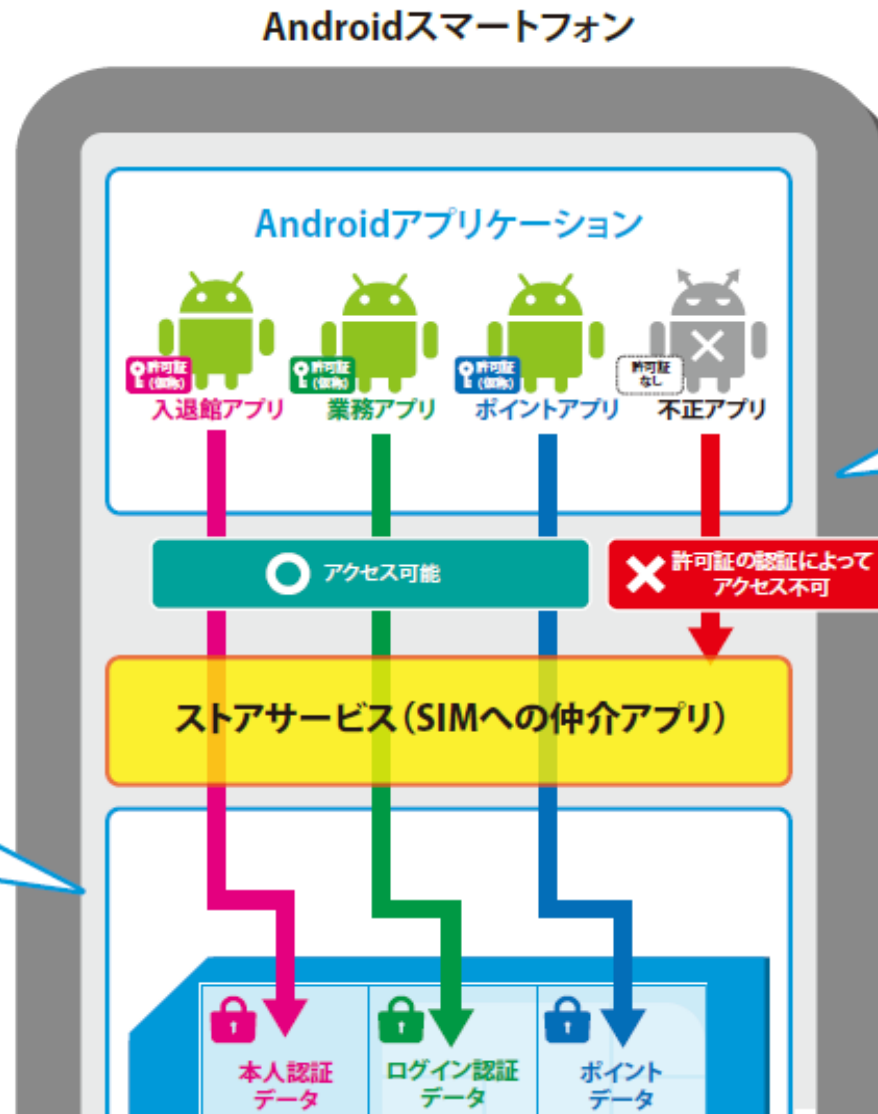 Androidスマートフォン
Androidアプリケーション
許可証
(仮称)
許可証
(仮称)
許可証
(仮称)
許可証
なし
入退館アプリ
業務アプリ
ポイントアプリ
不正アプリ
アクセス可能
許可証の認証によって
アクセス不可
ストアサービス(SIMへの仲介アプリ)
本人認証
データ
ログイン認証
データ
ポイント
データ